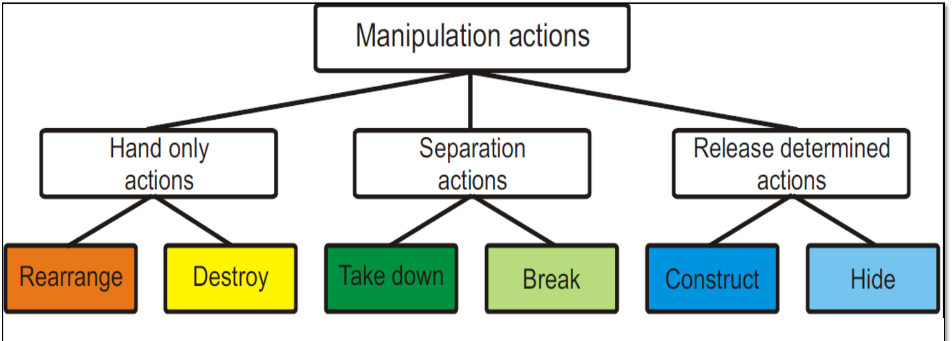 Manipulation actions
Hand only
actions
Separation
actions
Release determined
actions
Rearrange
Destroy
Take down
Break
Construct
Hide